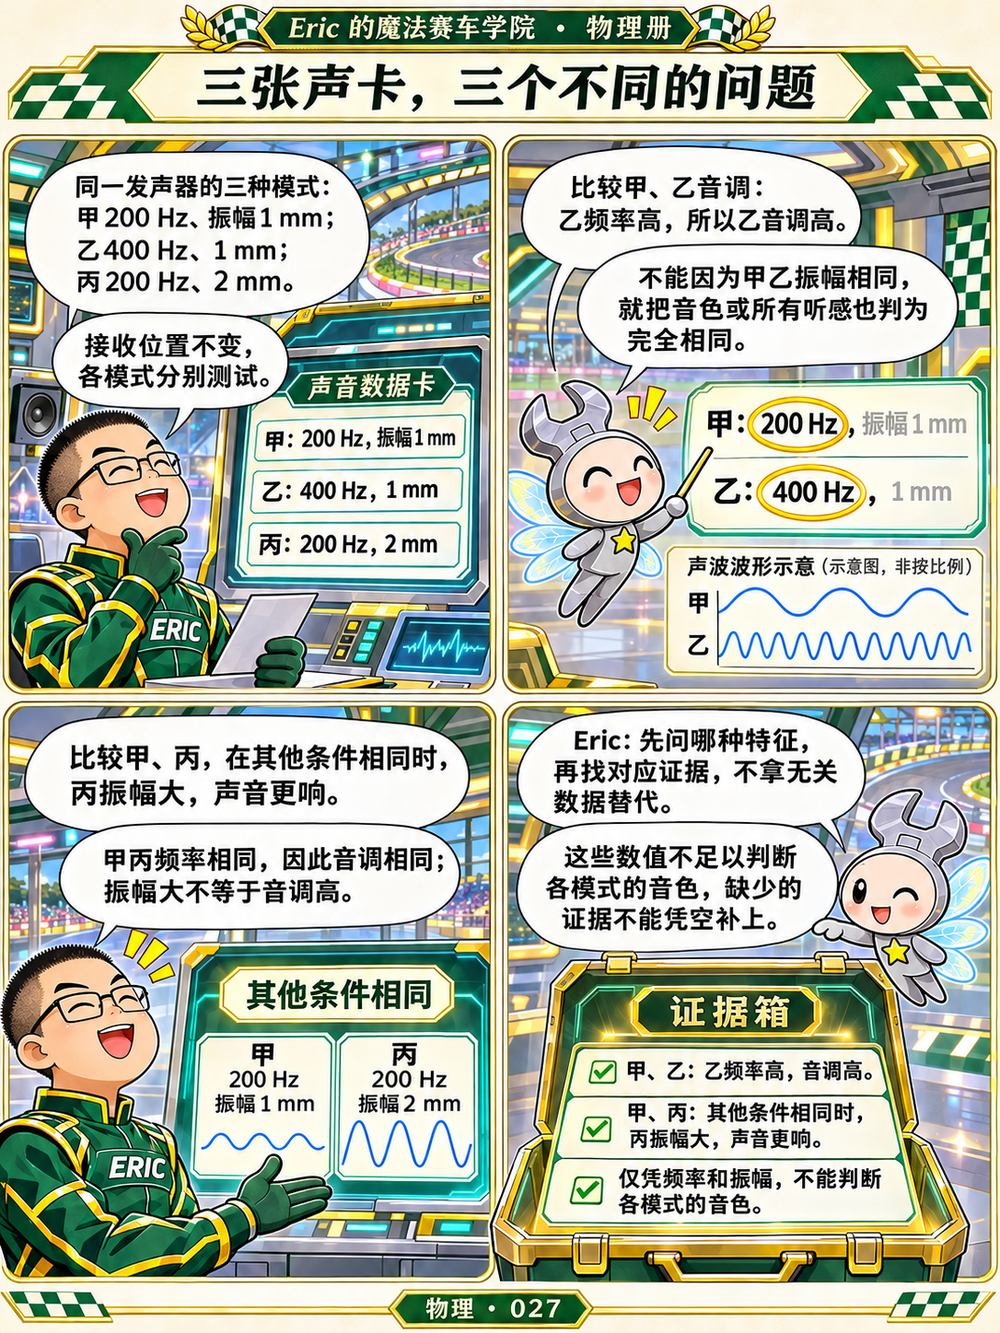 Eric 的魔法赛车学院 · 物理册
三张声卡，三个不同的问题
同一发声器的三种模式：
甲 200 Hz、振幅 1 mm；
乙 400 Hz、1 mm；
丙 200 Hz、2 mm。
接收位置不变，
各模式分别测试。
声音数据卡
甲：200 Hz，振幅1mm
乙：400 Hz，1mm
丙：200 Hz，2mm
ERIC
比较甲、乙音调：
乙频率高，所以乙音调高。
不能因为甲乙振幅相同，
就把音色或所有听感也判为
完全相同。
甲：200 Hz，振幅1mm
乙：400 Hz，1mm
声波波形示意（示意图，非按比例）
甲
乙
比较甲、丙，在其他条件相同时，
丙振幅大，声音更响。
甲丙频率相同，因此音调相同；
振幅大不等于音调高。
其他条件相同
甲
200 Hz
振幅1mm
丙
200 Hz
振幅2 mm
ERIC
Eric：先问哪种特征，
再找对应证据，不拿无关
数据替代。
这些数值不足以判断
各模式的音色，缺少的
证据不能凭空补上。
证据箱
甲、乙：乙频率高，音调高。
甲、丙：其他条件相同时，
丙振幅大，声音更响。
仅凭频率和振幅，不能判断
各模式的音色。
物理 · 027